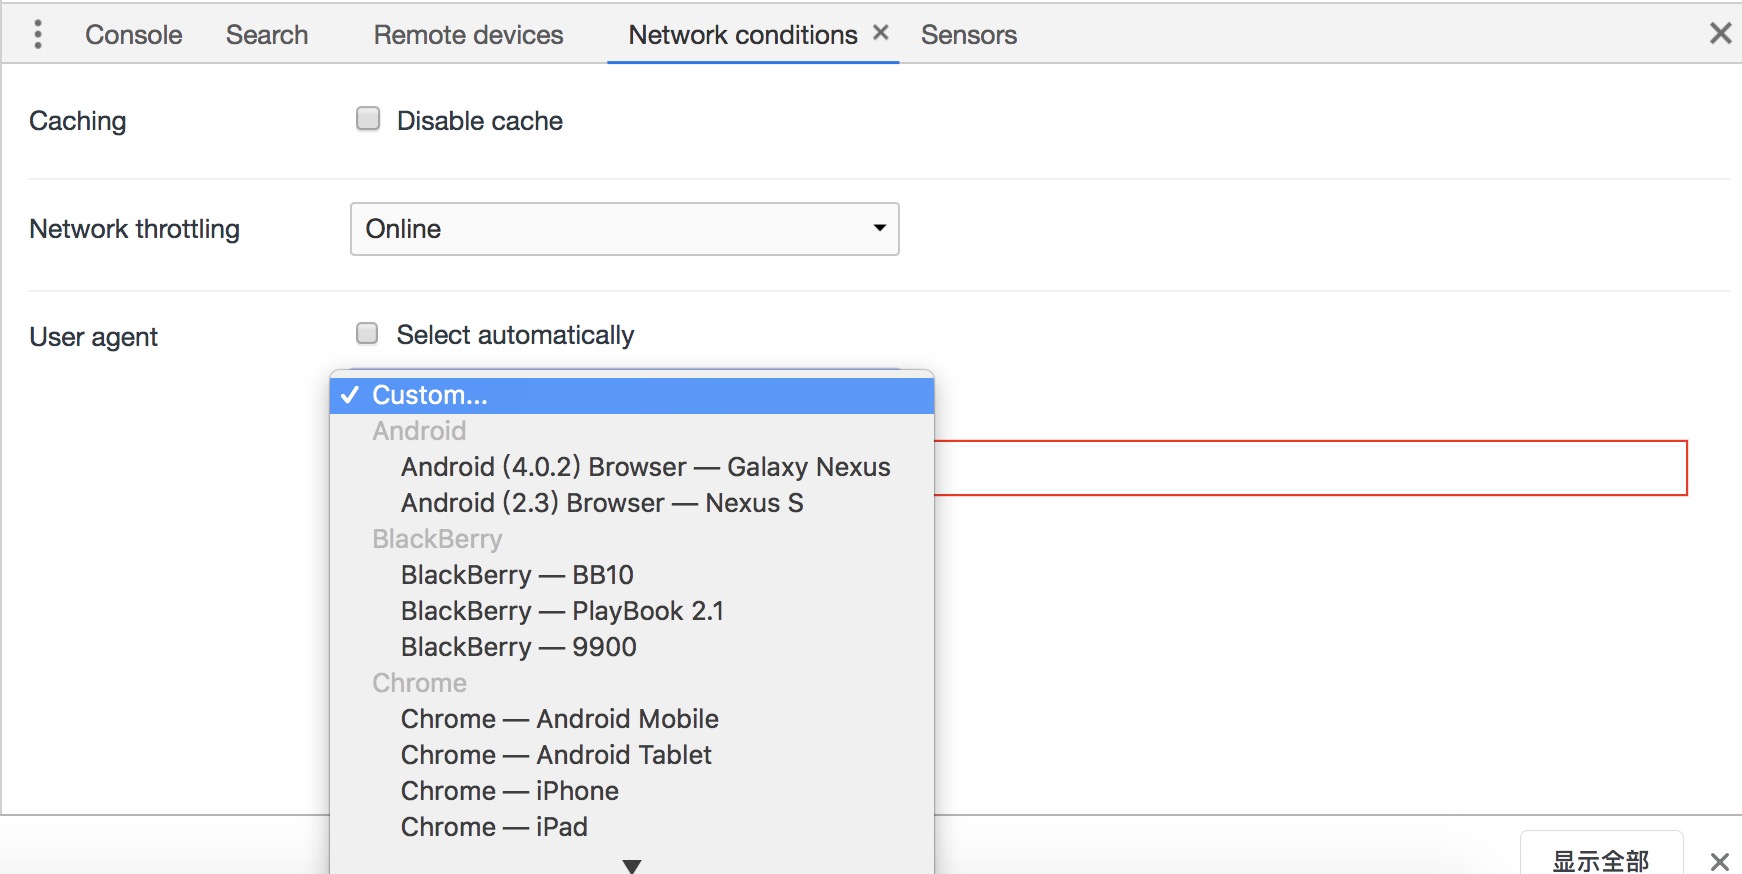 Console Search Remote devices Network conditions Sensors
Caching Disable cache
Network throttling Online
User agent Select automatically
Custom...
Android
Android (4.0.2) Browser — Galaxy Nexus
Android (2.3) Browser — Nexus S
BlackBerry
BlackBerry — BB10
BlackBerry — PlayBook 2.1
BlackBerry — 9900
Chrome
Chrome — Android Mobile
Chrome — Android Tablet
Chrome — iPhone
Chrome — iPad
显示全部